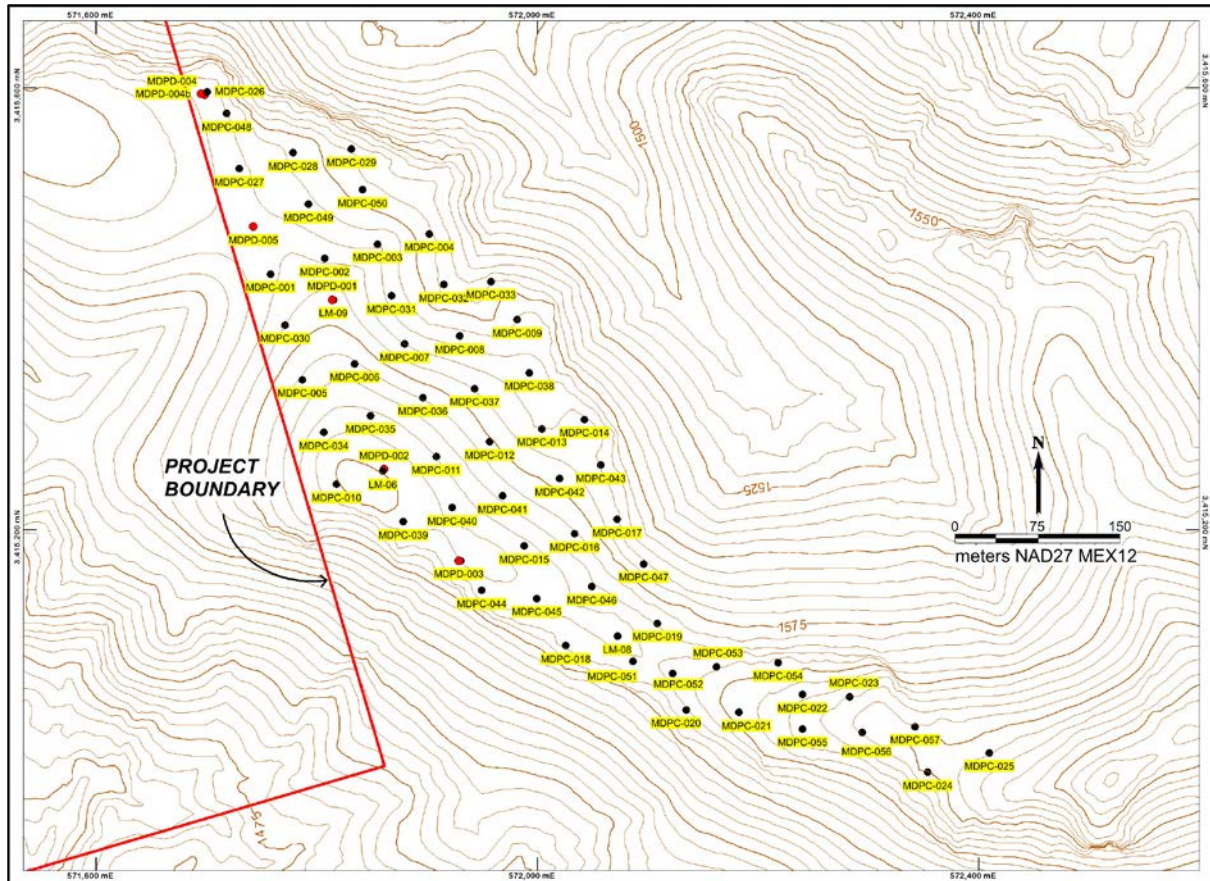 571,600 mE
572,000 mE
572,400 mE
3,415,600 mN
3,415,600 mN
MDPD-004
MDPD-004b
MDPC-026
MDPC-048
1500
MDPC-028
MDPC-029
MDPC-027
MDPC-050
1550
MDPC-049
MDPD-005
MDPC-004
MDPC-003
MDPC-002
MDPC-001
MDPD-001
MDPC-032
MDPC-033
MDPC-031
LM-09
MDPC-009
MDPC-030
MDPC-008
MDPC-007
MDPC-006
MDPC-038
MDPC-005
MDPC-037
MDPC-036
MDPC-035
MDPC-014
MDPC-013
MDPC-034
MDPC-012
MDPD-002
MDPC-011
PROJECT
BOUNDARY
MDPC-043
N
LM-06
MDPC-042
1525
MDPC-010
MDPC-041
MDPC-040
MDPC-039
MDPC-017
3,415,200 mN
3,415,200 mN
MDPC-016
0 75 150
MDPC-015
meters NAD27 MEX12
MDPD-003
MDPC-047
MDPC-044
MDPC-046
MDPC-045
1575
MDPC-019
LM-08
MDPC-018
MDPC-053
MDPC-051
MDPC-054
MDPC-052
MDPC-023
MDPC-022
MDPC-020
MDPC-021
MDPC-057
MDPC-055
MDPC-056
MDPC-025
MDPC-024
1475
571,600 mE
572,000 mE
572,400 mE